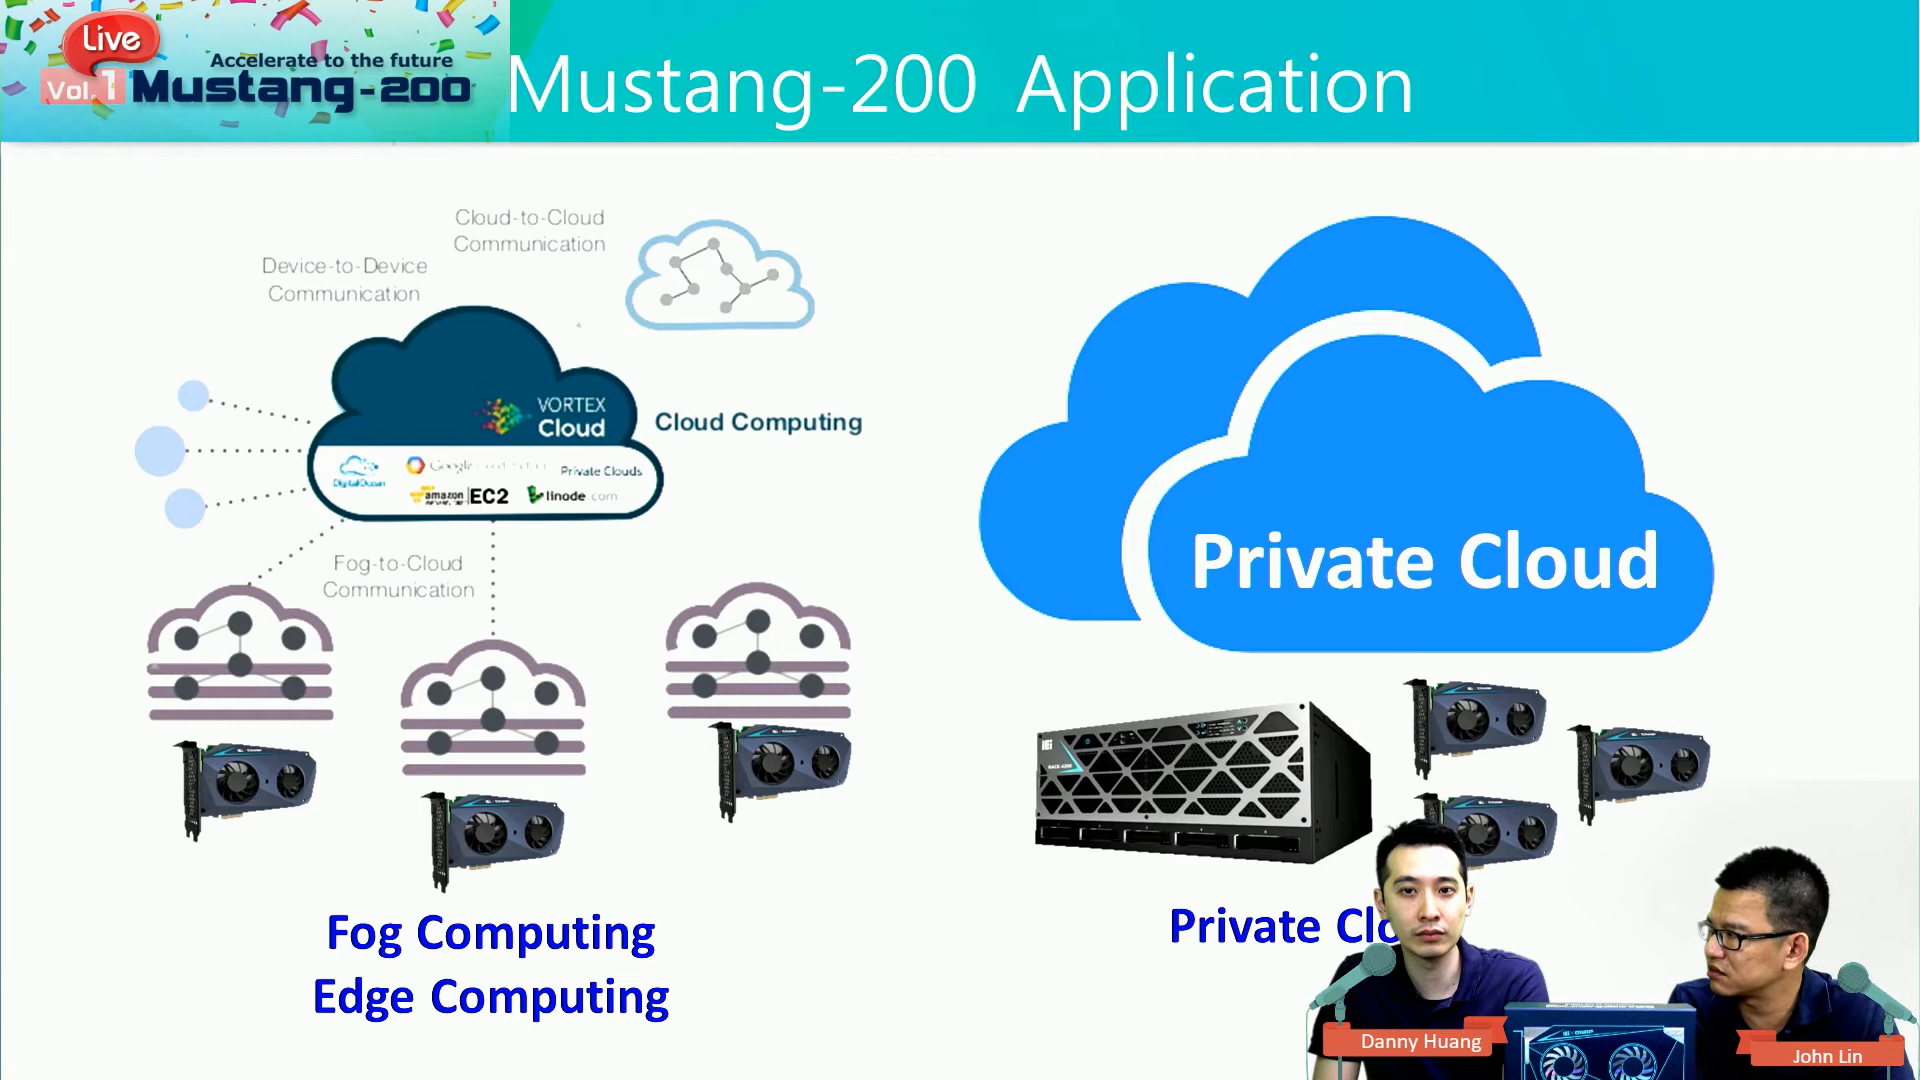 Live
Vol. 1
Accelerate to the future
Mustang-200
Mustang-200 Application
Cloud-to-Cloud
Communication
Device-to-Device
Communication
VORTEX
Cloud
Cloud Computing
DigitalOcean
Google
Private Clouds
amazon
EC2
linode.com
Fog-to-Cloud
Communication
Private Cloud
iEi
Fog Computing
Edge Computing
Private Clo
Danny Huang
John Lin